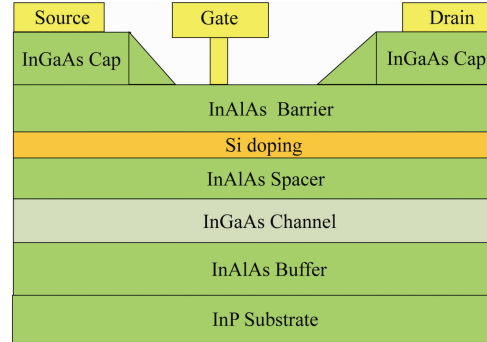 Source
Gate
Drain
InGaAs Cap
InGaAs Cap
InAlAs Barrier
Si doping
InAlAs Spacer
InGaAs Channel
InAlAs Buffer
InP Substrate